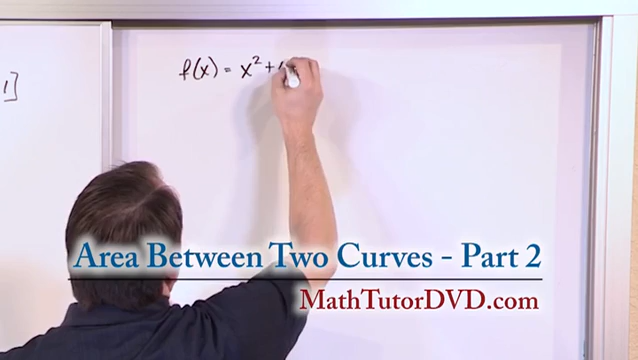 1]
f(x) = x² +
Area Between Two Curves - Part 2
MathTutorDVD.com